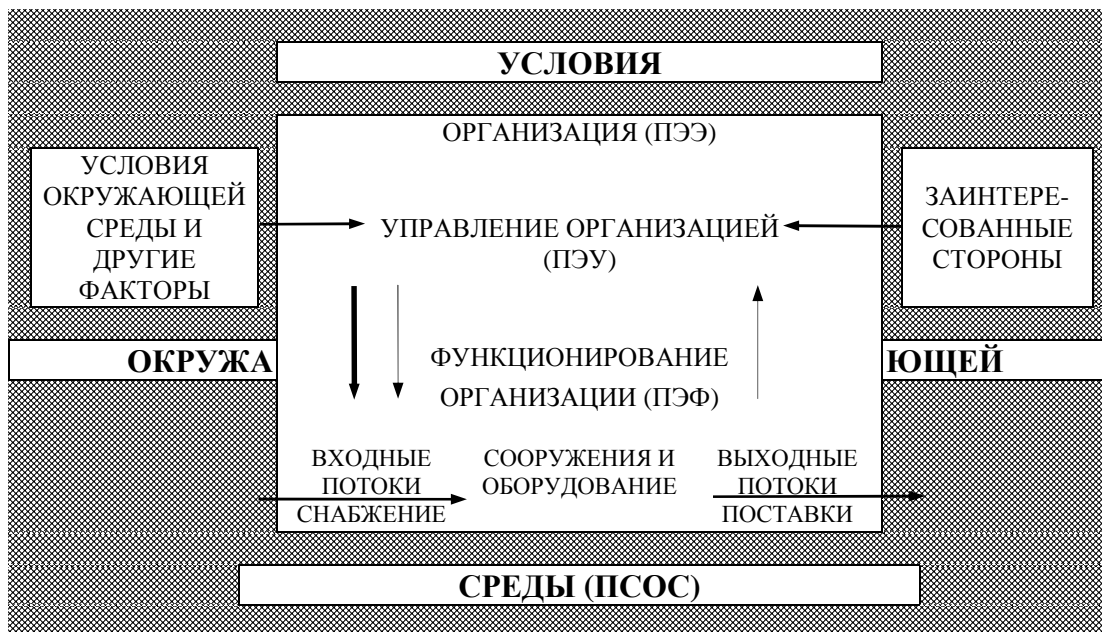 УСЛОВИЯ
ОРГАНИЗАЦИЯ (ПЭЭ)
УСЛОВИЯ
ОКРУЖАЮЩЕЙ
СРЕДЫ И
ДРУГИЕ
ФАКТОРЫ
УПРАВЛЕНИЕ ОРГАНИЗАЦИЕЙ
(ПЭУ)
ЗАИНТЕРЕ-
СОВАННЫЕ
СТОРОНЫ
ОКРУЖА
ЮЩЕЙ
ФУНКЦИОНИРОВАНИЕ
ОРГАНИЗАЦИИ (ПЭФ)
ВХОДНЫЕ
ПОТОКИ
СНАБЖЕНИЕ
СООРУЖЕНИЯ И
ОБОРУДОВАНИЕ
ВЫХОДНЫЕ
ПОТОКИ
ПОСТАВКИ
СРЕДЫ (ПСОС)